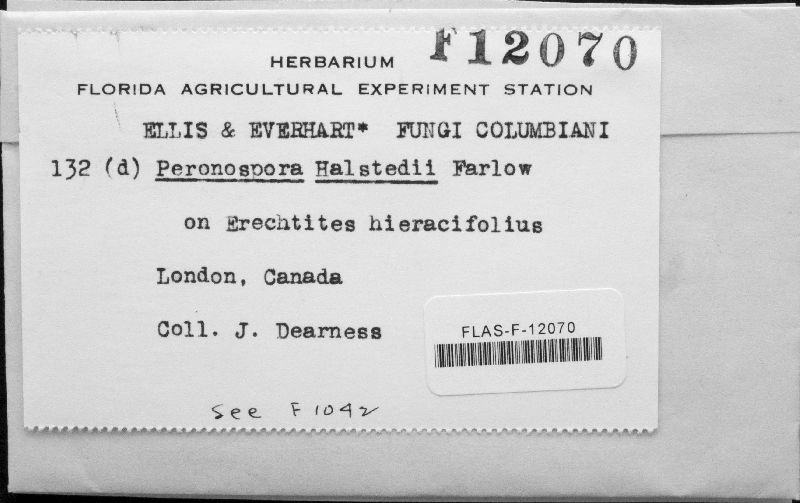 F12070
HERBARIUM
FLORIDA AGRICULTURAL EXPERIMENT STATION
ELLIS & EVERHART* FUNGI COLUMBIANI
132 (d) Peronospora Halstedii Farlow
on Erechtites hieracifolius
London, Canada
Coll. J. Dearness
FLAS-F-12070
See F1042